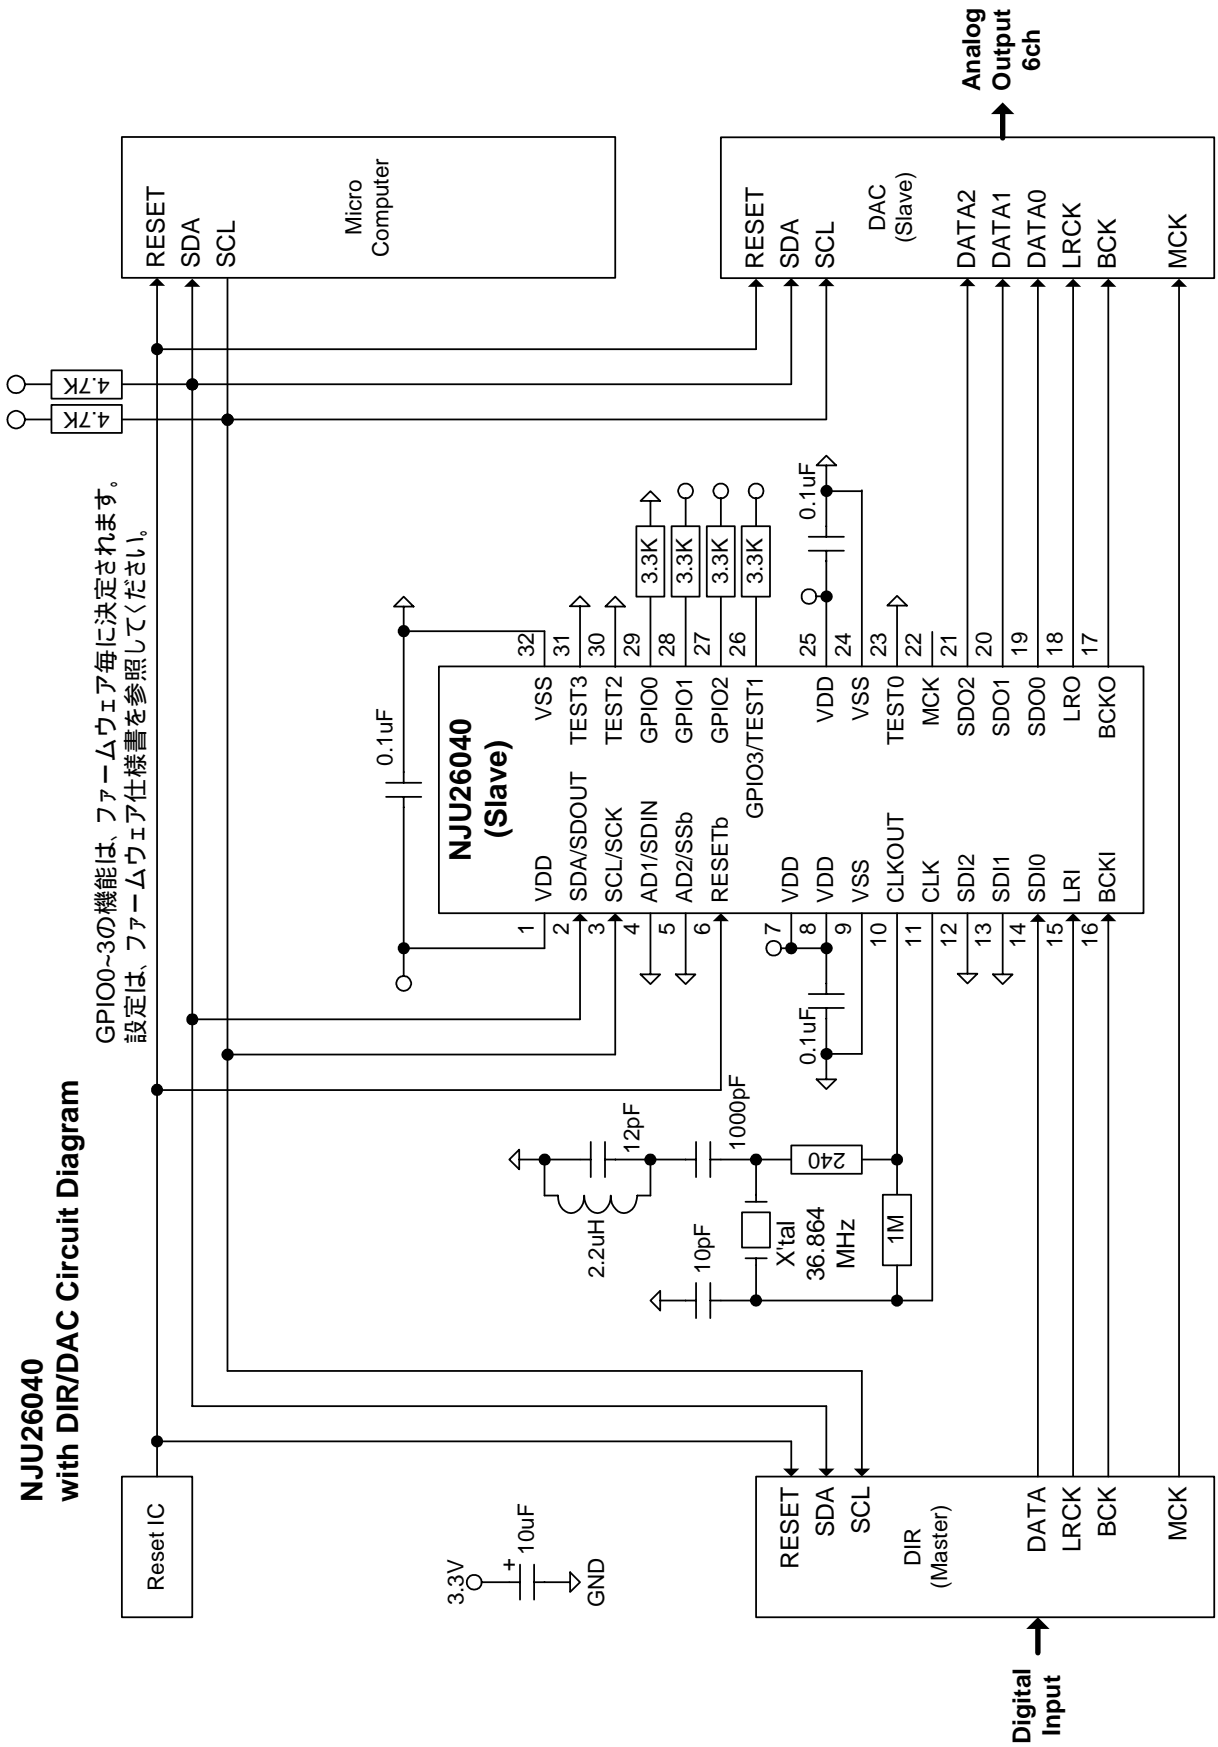 NJU26040
with DIR/DAC Circuit Diagram
GPIO0~3の機能は、ファームウェア毎に決定されます。
設定は、ファームウェア仕様書を参照してください。
4.7K
4.7K
Reset IC
RESET
SDA
SCL
Micro
Computer
3.3V
+
10uF
GND
0.1uF
NJU26040
(Slave)
1
VDD
2
SDA/SDOUT
3
SCL/SCK
4
AD1/SDIN
5
AD2/SSb
6
RESETb
7
VDD
8
VDD
9
VSS
10
CLKOUT
11
CLK
12
SDI2
13
SDI1
14
SDI0
15
LRI
16
BCKI
VSS
32
TEST3
31
TEST2
30
GPIO0
29
GPIO1
28
GPIO2
27
GPIO3/TEST1
26
VDD
25
VSS
24
TEST0
23
MCK
22
SDO2
21
SDO1
20
SDO0
19
LRO
18
BCKO
17
3.3K
3.3K
3.3K
3.3K
0.1uF
0.1uF
2.2uH
12pF
1000pF
10pF
X'tal
36.864
MHz
240
1M
RESET
SDA
SCL
DIR
(Master)
DATA
LRCK
BCK
MCK
Digital
Input
RESET
SDA
SCL
DAC
(Slave)
DATA2
DATA1
DATA0
LRCK
BCK
MCK
Analog
Output
6ch